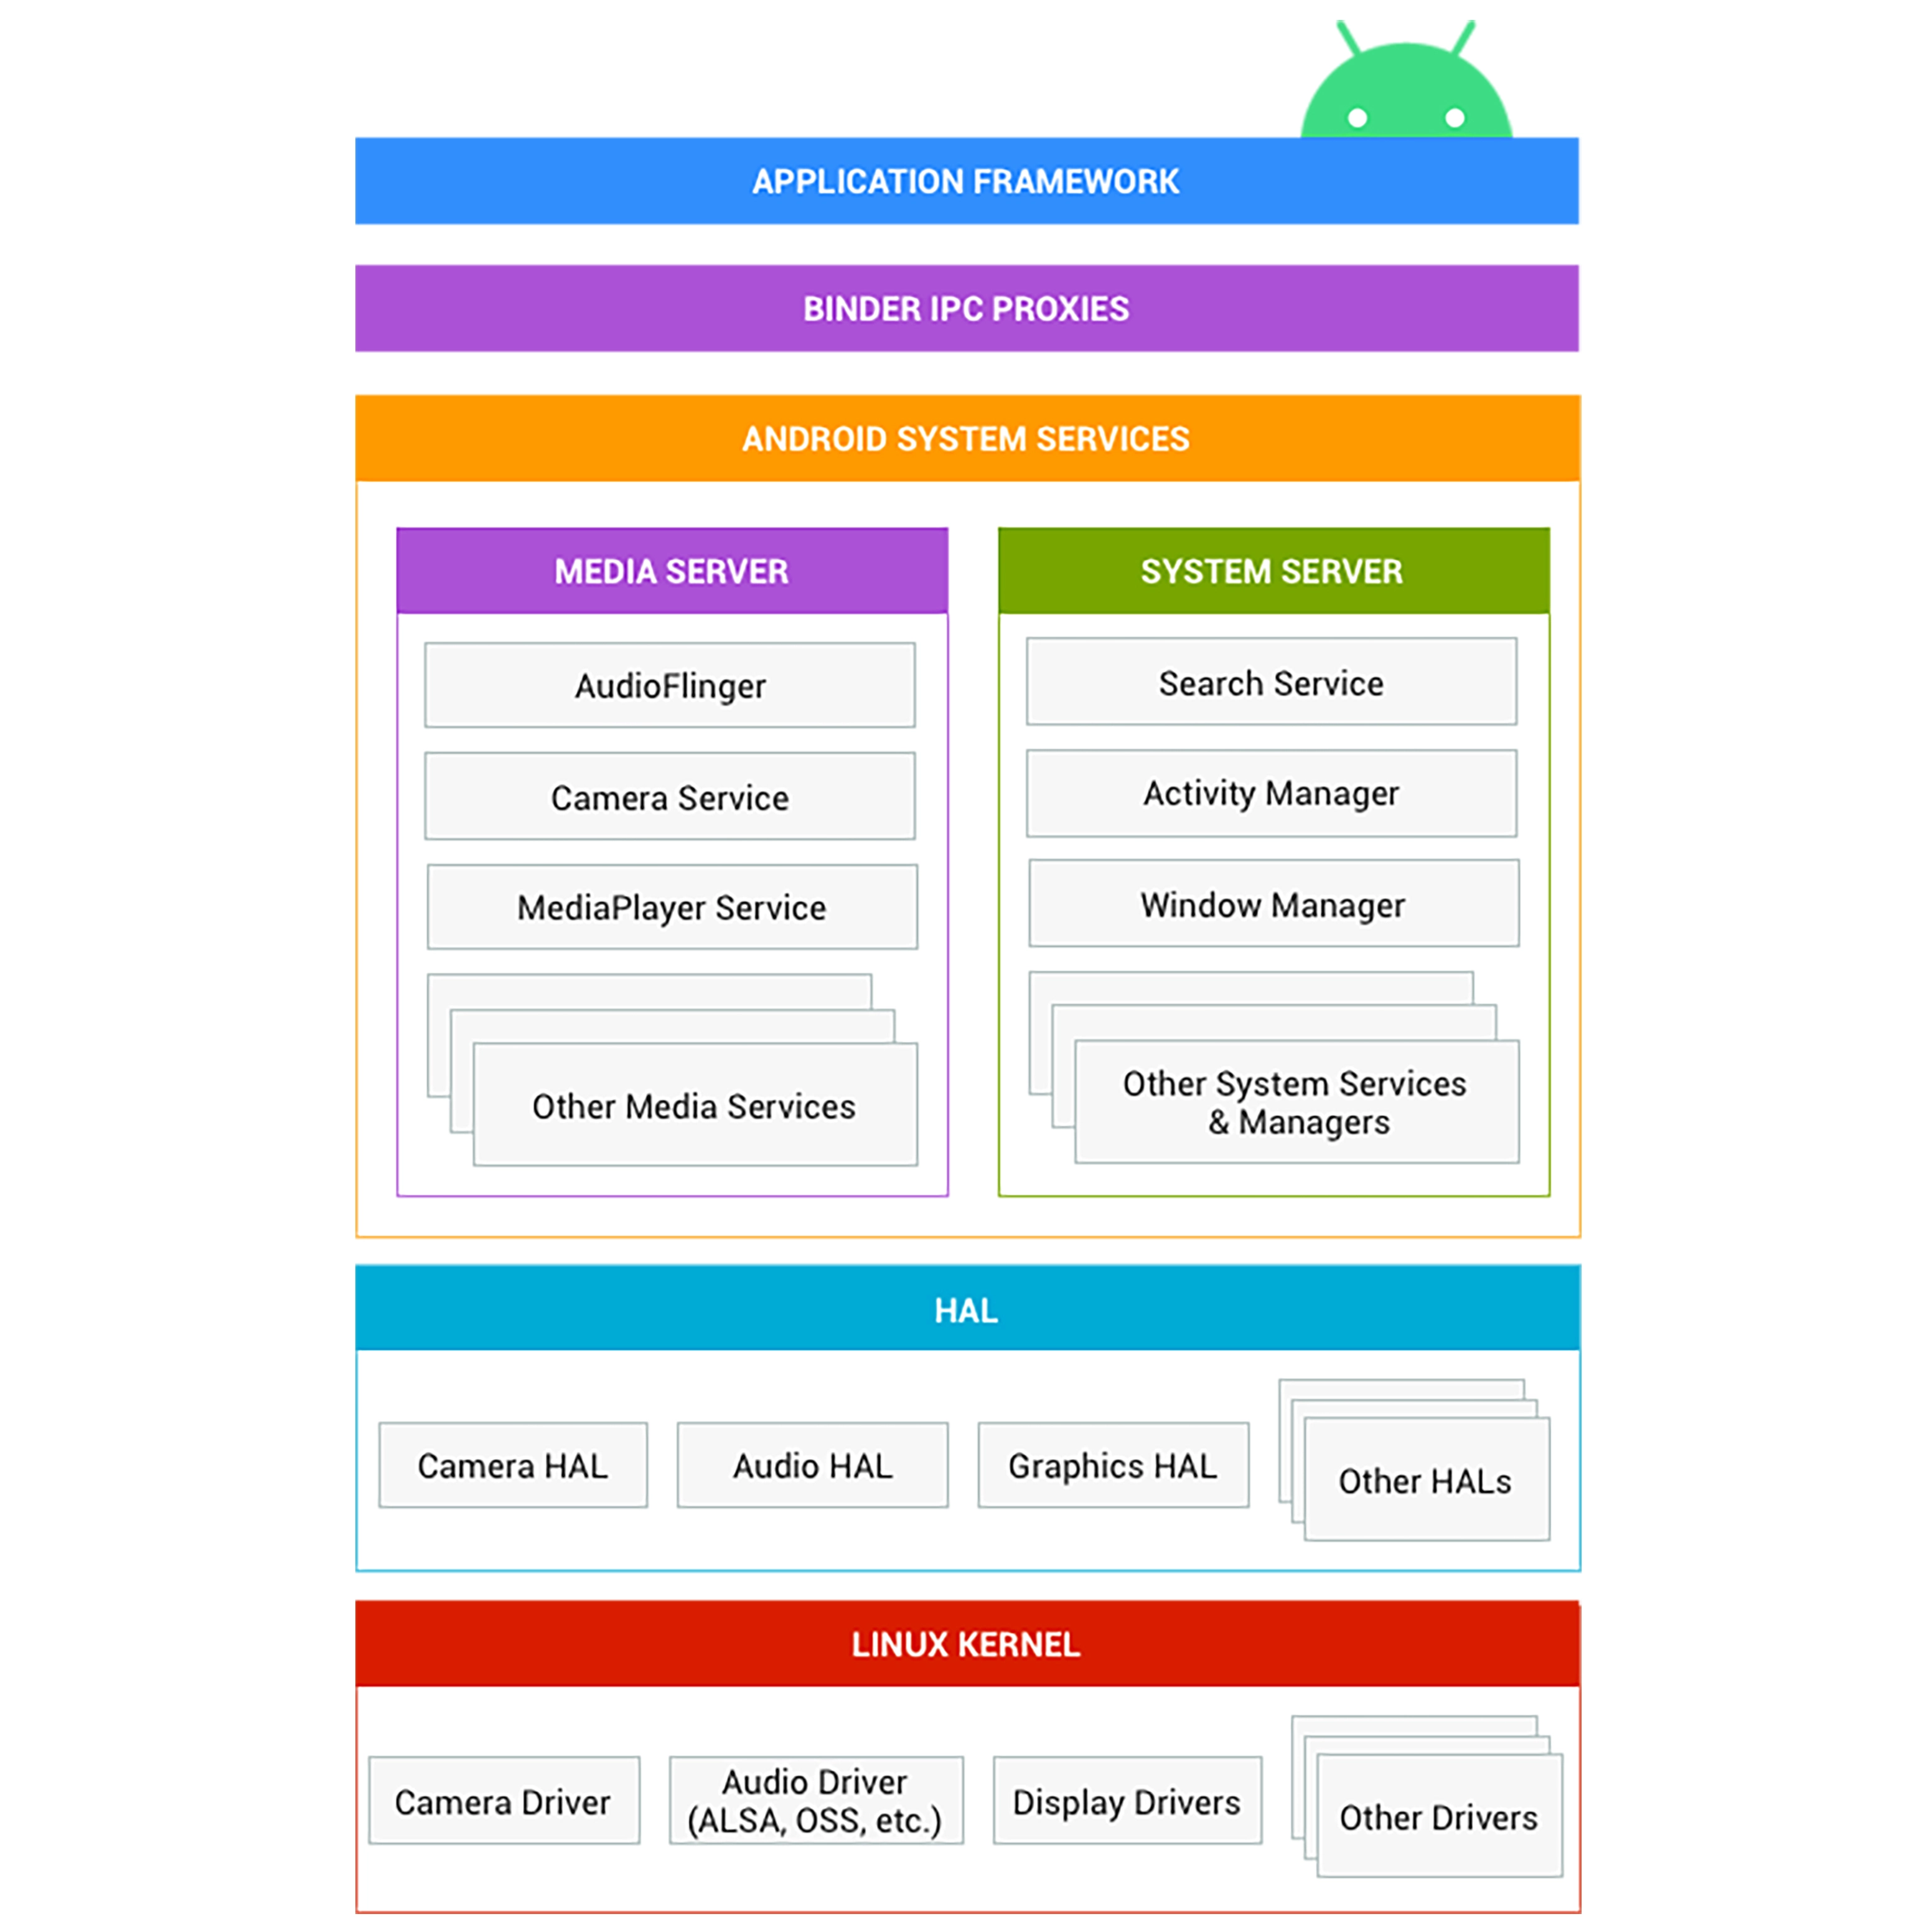 APPLICATION FRAMEWORK
BINDER IPC PROXIES
ANDROID SYSTEM SERVICES
MEDIA SERVER
AudioFlinger
Camera Service
MediaPlayer Service
Other Media Services
SYSTEM SERVER
Search Service
Activity Manager
Window Manager
Other System Services
& Managers
HAL
Camera HAL
Audio HAL
Graphics HAL
Other HALs
LINUX KERNEL
Camera Driver
Audio Driver
(ALSA, OSS, etc.)
Display Drivers
Other Drivers